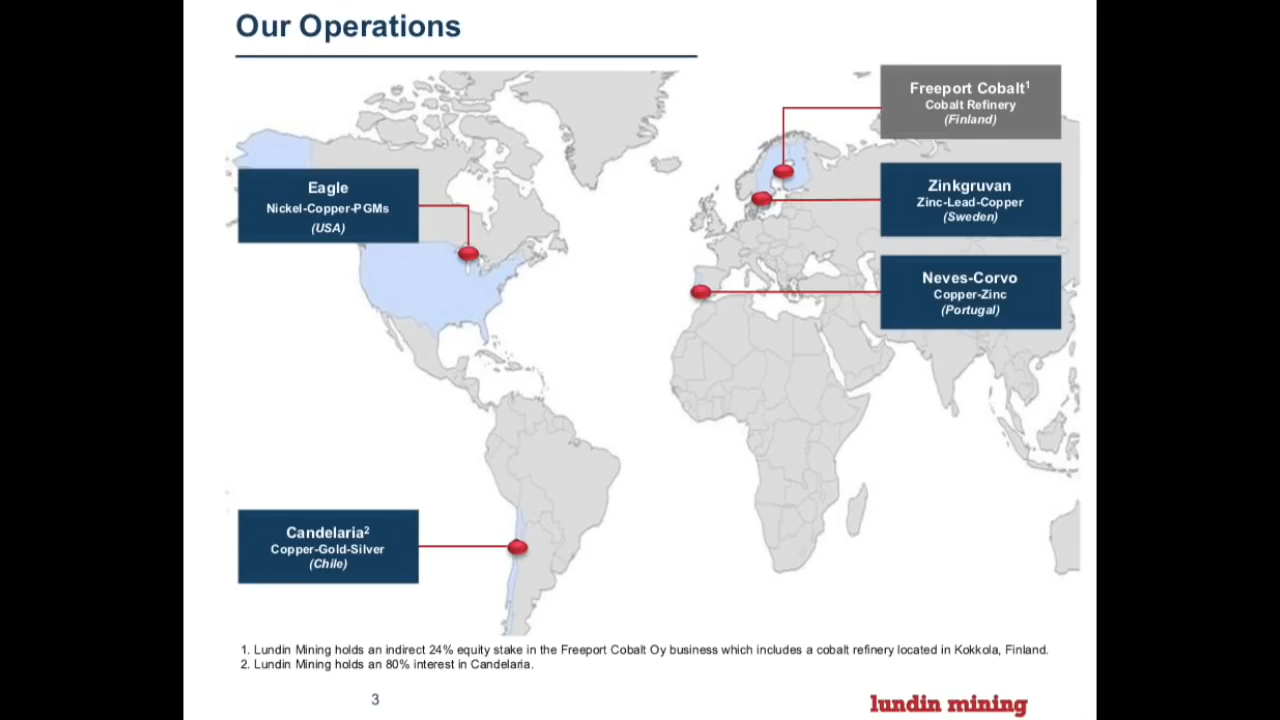 Our Operations
Freeport Cobalt1
Cobalt Refinery
(Finland)
Eagle
Nickel-Copper-PGMs
(USA)
Zinkgruvan
Zinc-Lead-Copper
(Sweden)
Neves-Corvo
Copper-Zinc
(Portugal)
Candelaria2
Copper-Gold-Silver
(Chile)
1. Lundin Mining holds an indirect 24% equity stake in the Freeport Cobalt Oy business which includes a cobalt refinery located in Kokkola, Finland.
2. Lundin Mining holds an 80% interest in Candelaria.
3
lundin mining